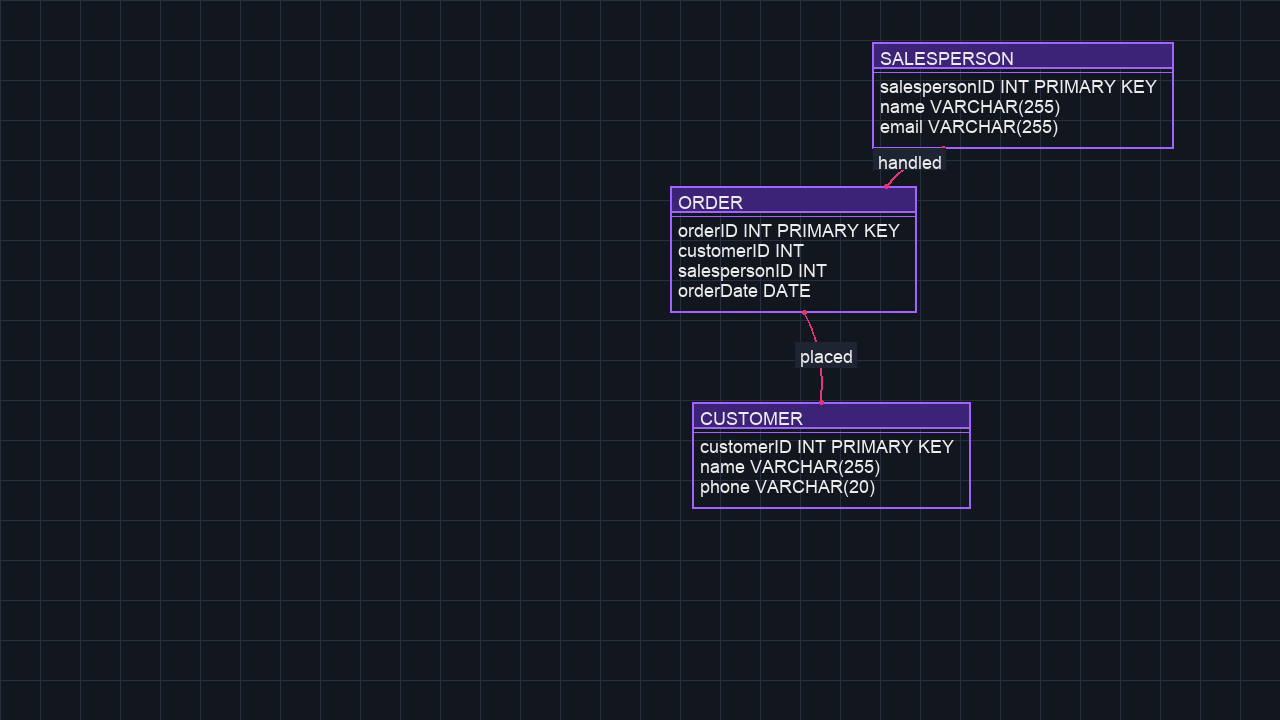 SALESPERSON
salespersonID INT PRIMARY KEY
name VARCHAR(255)
email VARCHAR(255)
handled
ORDER
orderID INT PRIMARY KEY
customerID INT
salespersonID INT
orderDate DATE
placed
CUSTOMER
customerID INT PRIMARY KEY
name VARCHAR(255)
phone VARCHAR(20)